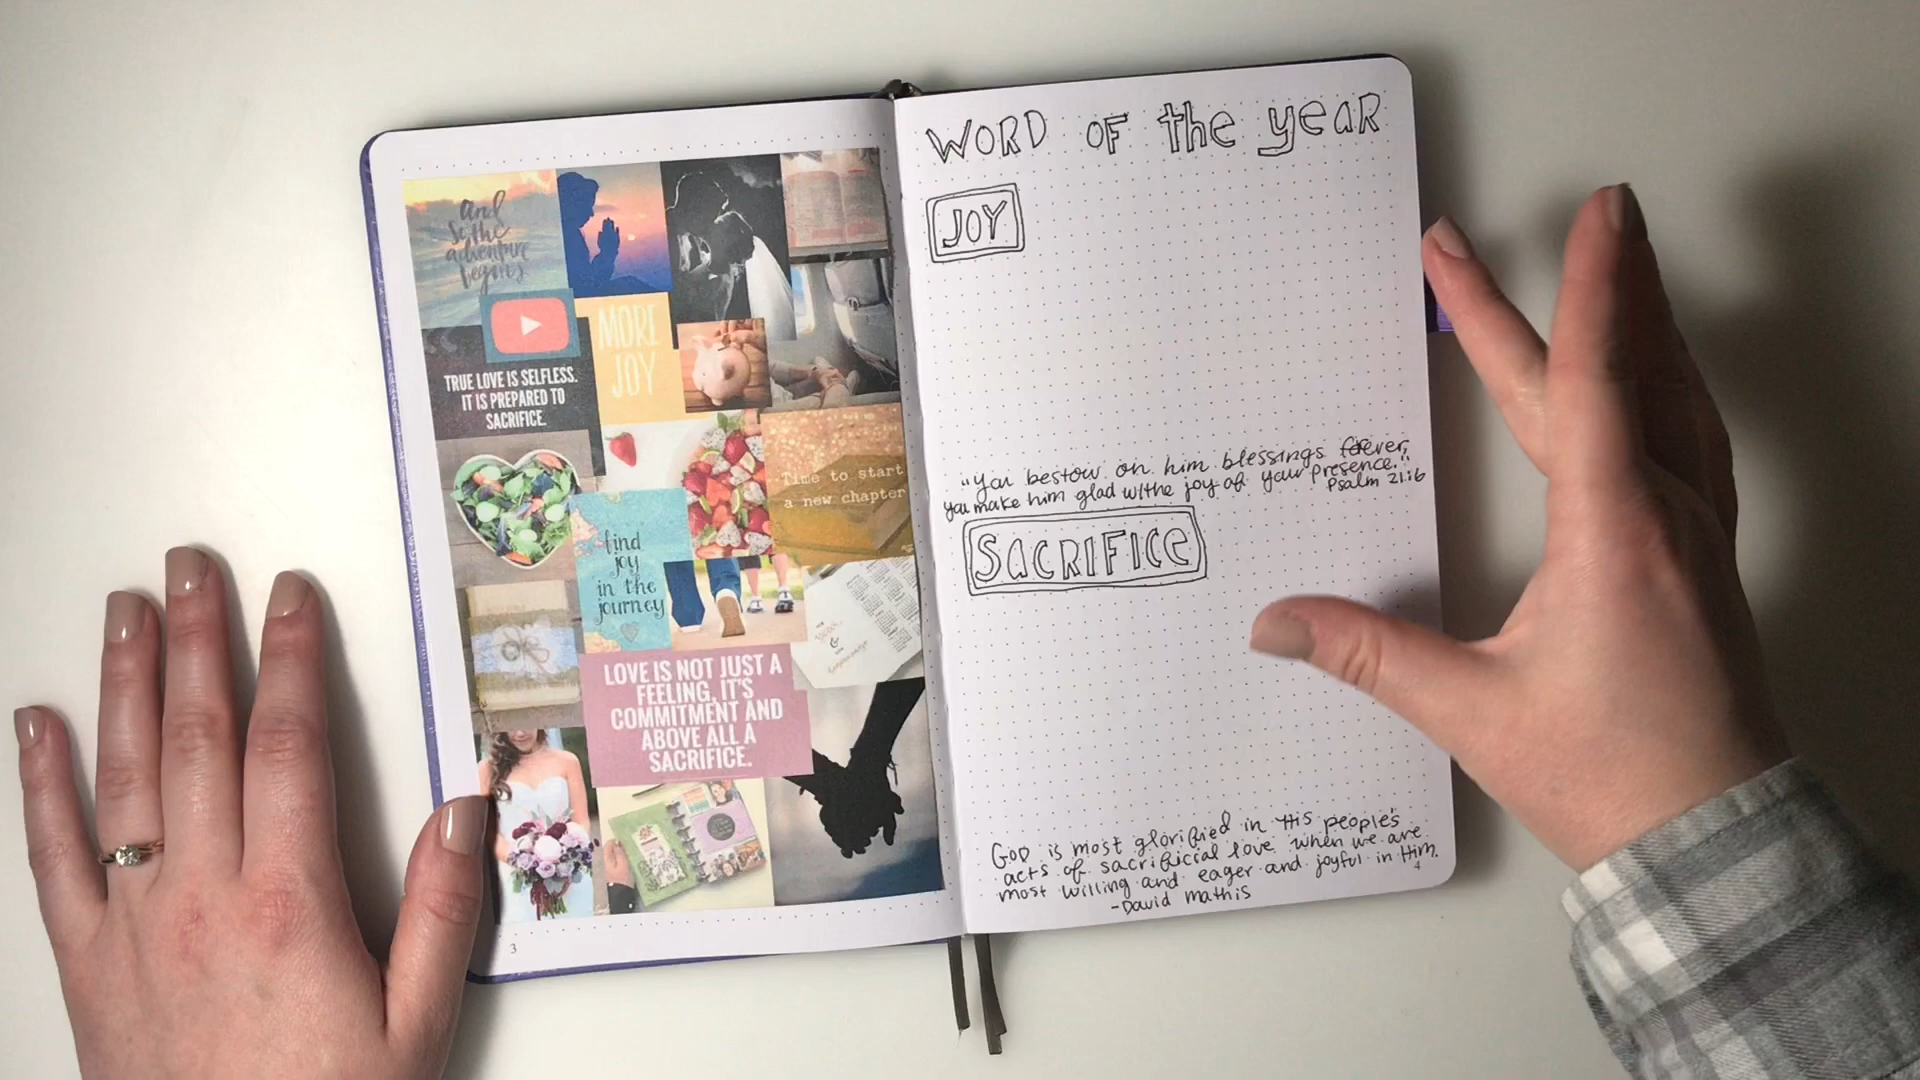 And
So the
adventure
begins
MORE
JOY
TRUE LOVE IS SELFLESS.
IT IS PREPARED TO
SACRIFICE.
Time to start
a new chapter
find
joy
in the
journey
LOVE IS NOT JUST A
FEELING, IT'S
COMMITMENT AND
ABOVE ALL A
SACRIFICE.
3
WORD OF the yeaR
JOY
"You bestow on him blessings forever,
you make him glad w/the joy of your presence."
Psalm 21:6
SaCRIFICe
GOD is most glorified in His people's
acts of sacrificial love when we are
most willing and eager and joyful in Him.
-David Mathis
4